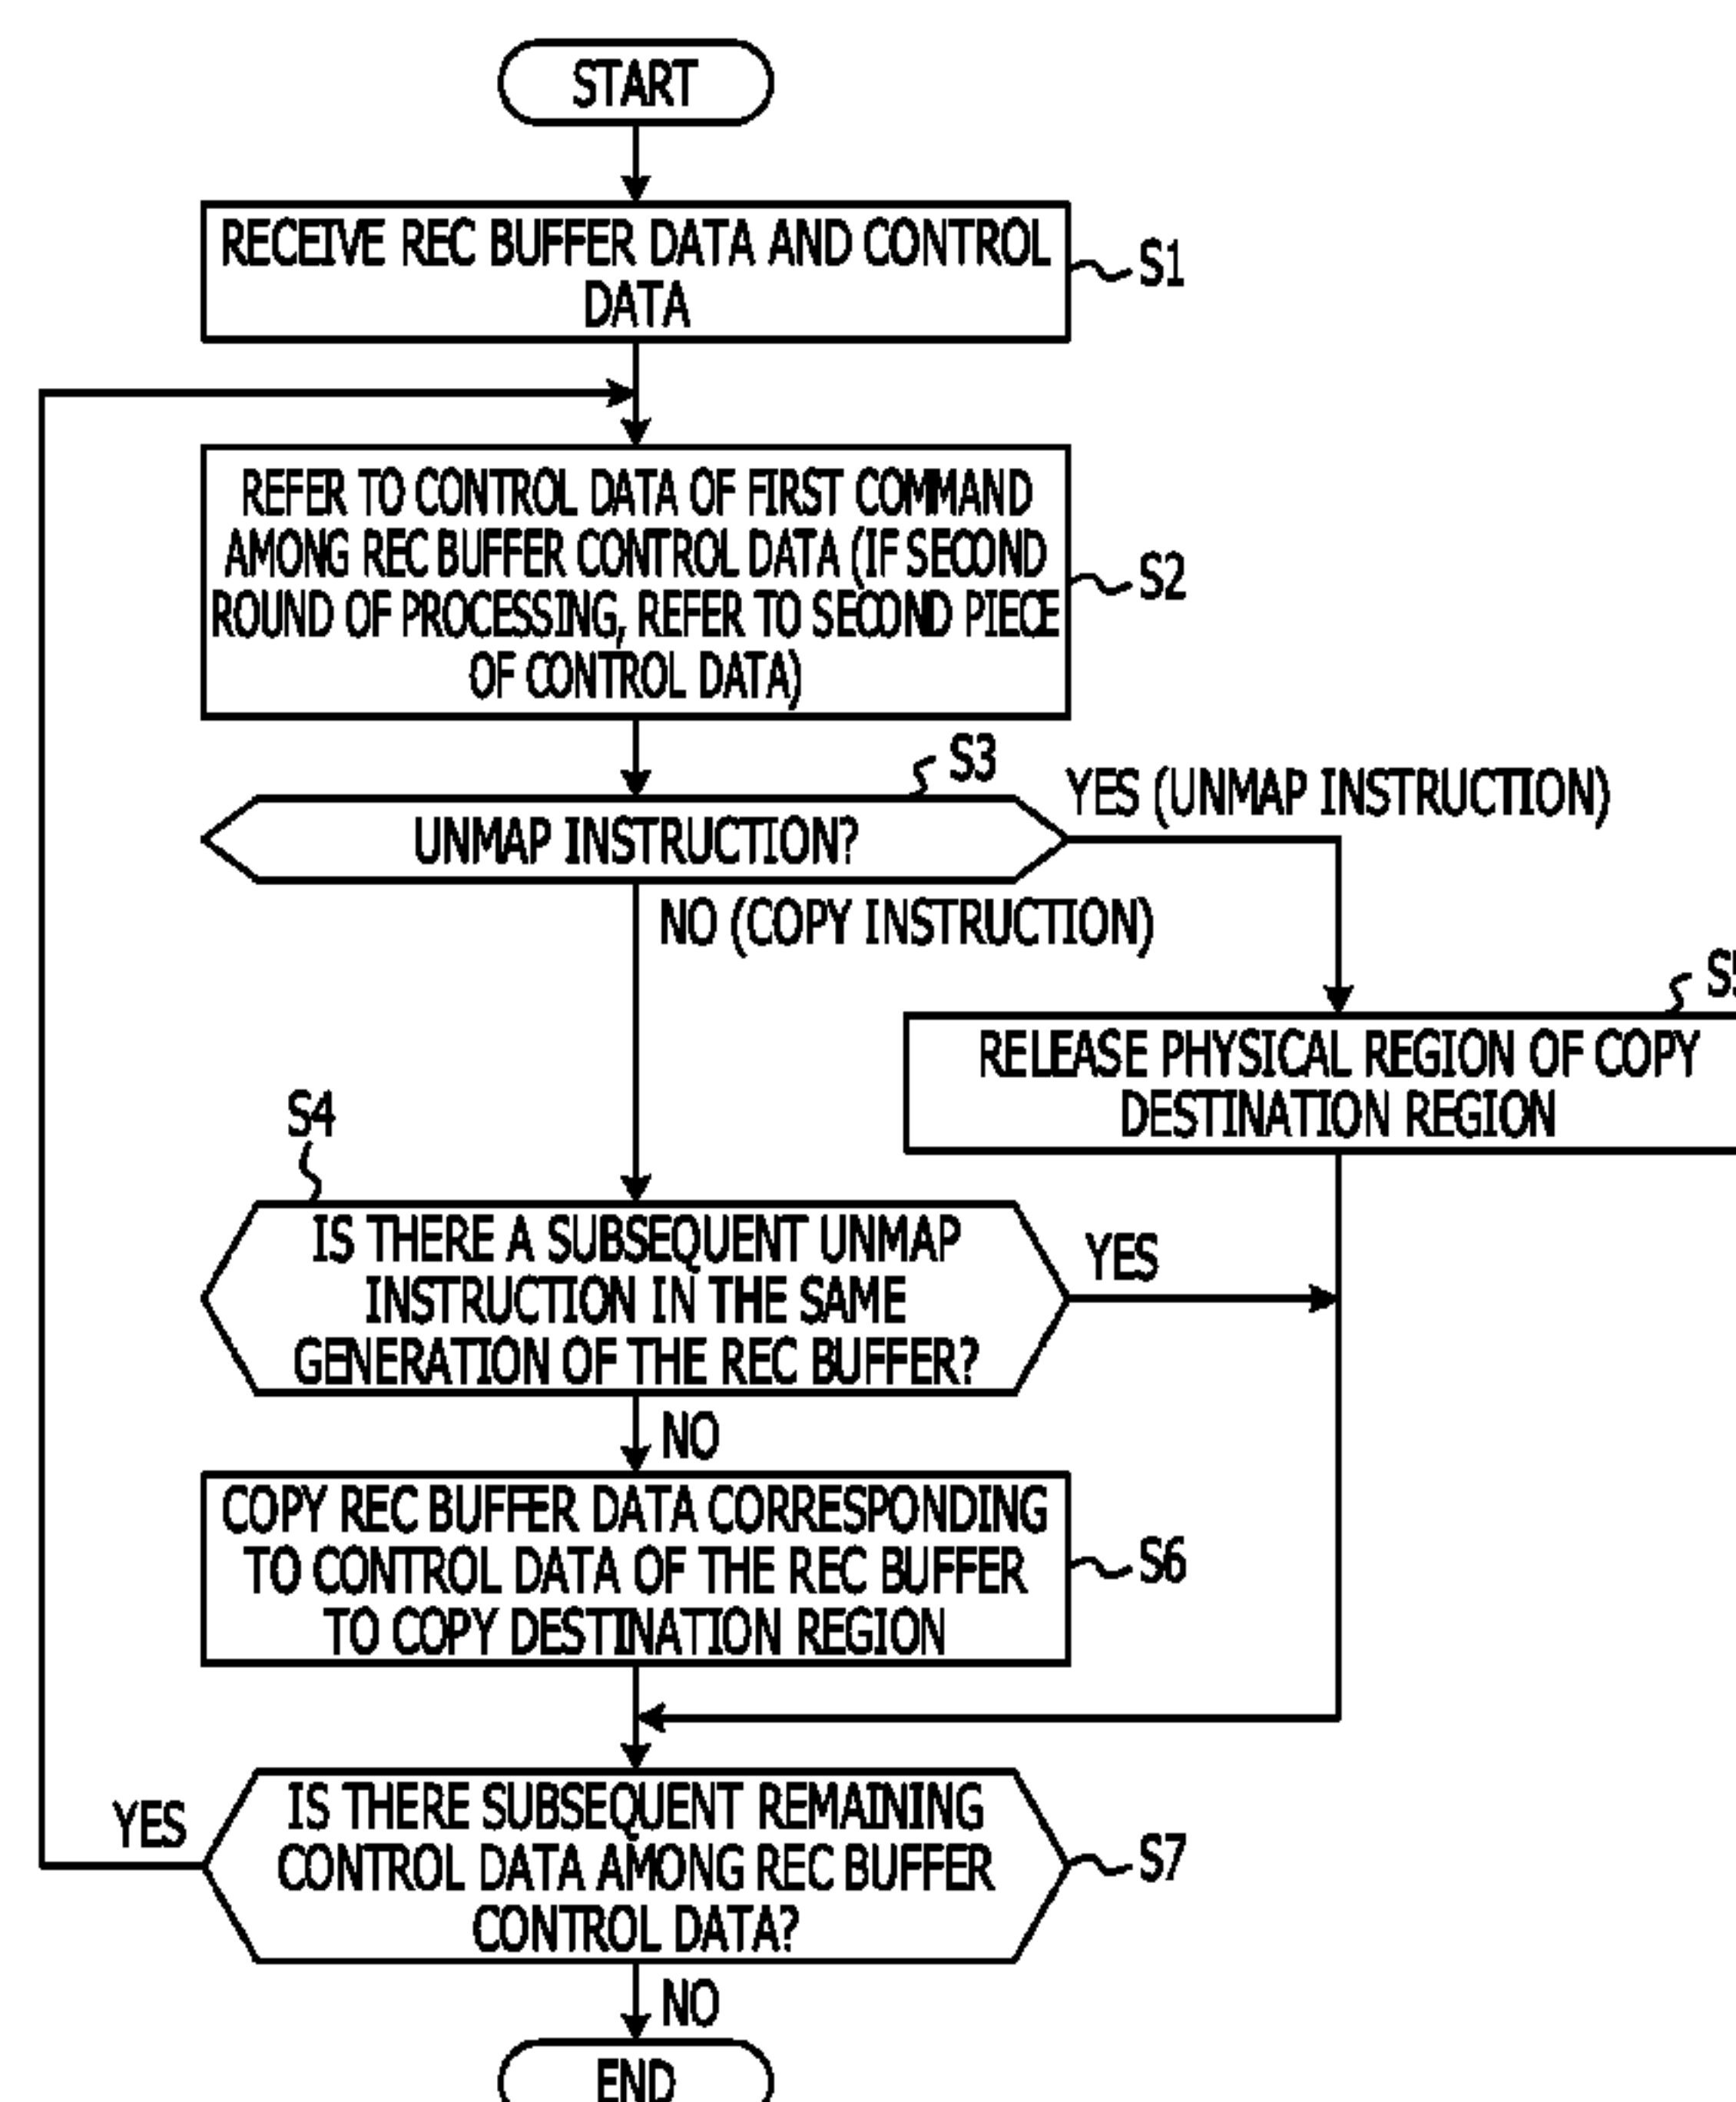 START
RECEIVE REC BUFFER DATA AND CONTROL
DATA
S1
REFER TO CONTROL DATA OF FIRST COMMAND
AMONG REC BUFFER CONTROL DATA (IF SECOND
ROUND OF PROCESSING, REFER TO SECOND PIECE
OF CONTROL DATA)
S2
S3
UNMAP INSTRUCTION?
YES (UNMAP INSTRUCTION)
NO (COPY INSTRUCTION)
RELEASE PHYSICAL REGION OF COPY
DESTINATION REGION
S4
IS THERE A SUBSEQUENT UNMAP
INSTRUCTION IN THE SAME
GENERATION OF THE REC BUFFER?
YES
NO
COPY REC BUFFER DATA CORRESPONDING
TO CONTROL DATA OF THE REC BUFFER
TO COPY DESTINATION REGION
S6
IS THERE SUBSEQUENT REMAINING
CONTROL DATA AMONG REC BUFFER
CONTROL DATA?
S7
YES
NO
END